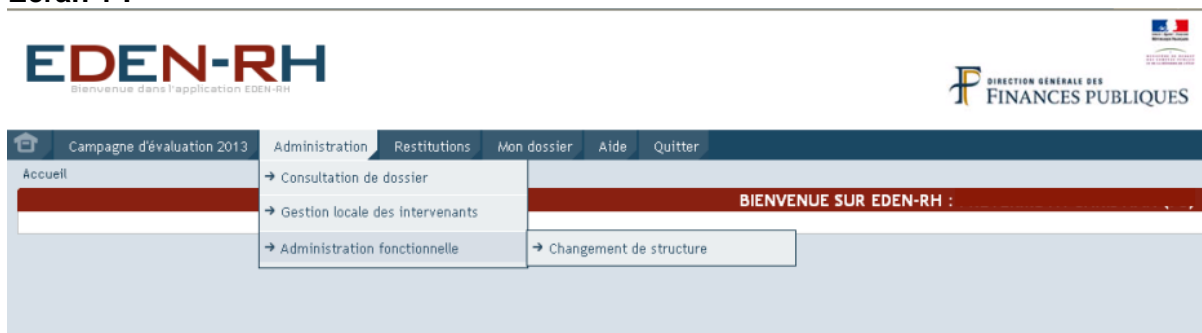 EDEN-RH
Bienvenue dans l'application EDEN-RH
DIRECTION GÉNÉRALE DES
FINANCES PUBLIQUES
Campagne d'évaluation 2013 Administration Restitutions Mon dossier Aide Quitter
Accueil
→ Consultation de dossier
BIENVENUE SUR EDEN-RH :
→ Gestion locale des intervenants
→ Administration fonctionnelle → Changement de structure